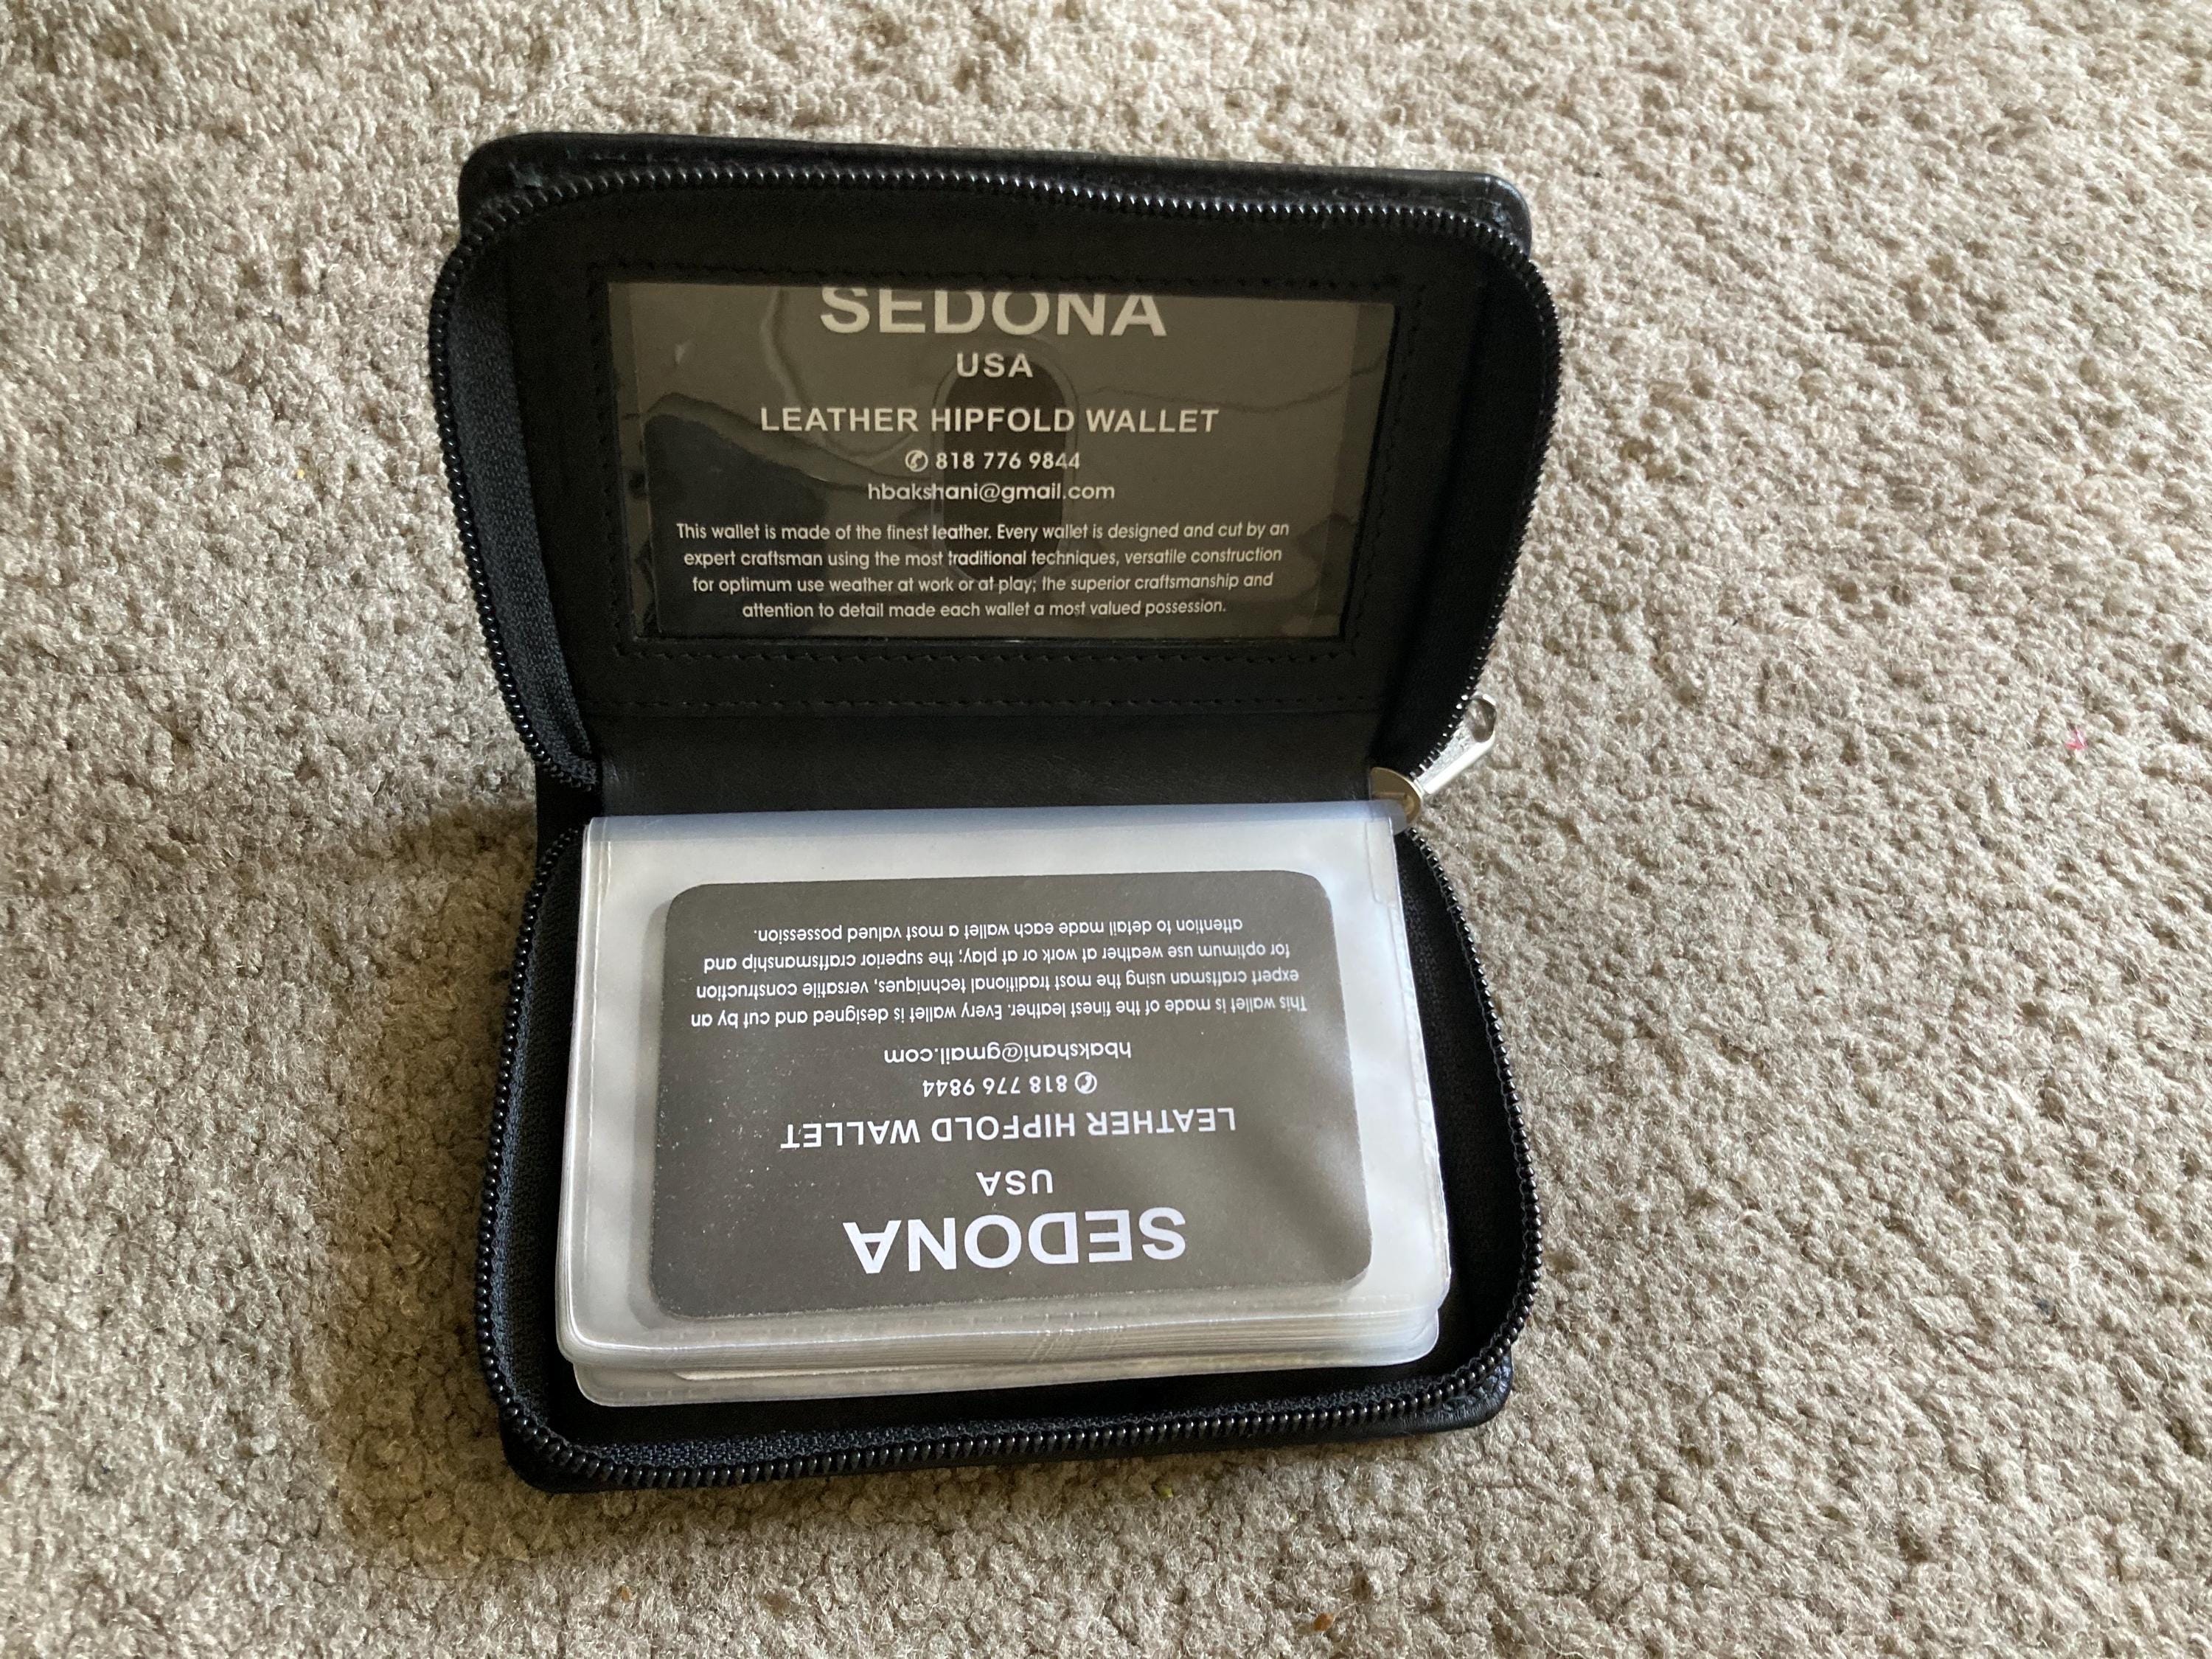 SEDONA
USA
LEATHER HIPFOLD WALLET
✆ 818 776 9844
hbakshani@gmail.com
This wallet is made of the finest leather. Every wallet is designed and cut by an
expert craftsman using the most traditional techniques, versatile construction
for optimum use weather at work or at play; the superior craftsmanship and
attention to detail made each wallet a most valued possession.
SEDONA
USA
LEATHER HIPFOLD WALLET
✆ 818 776 9844
hbakshani@gmail.com
This wallet is made of the finest leather. Every wallet is designed and cut by an
expert craftsman using the most traditional techniques, versatile construction
for optimum use weather at work or at play; the superior craftsmanship and
attention to detail made each wallet a most valued possession.